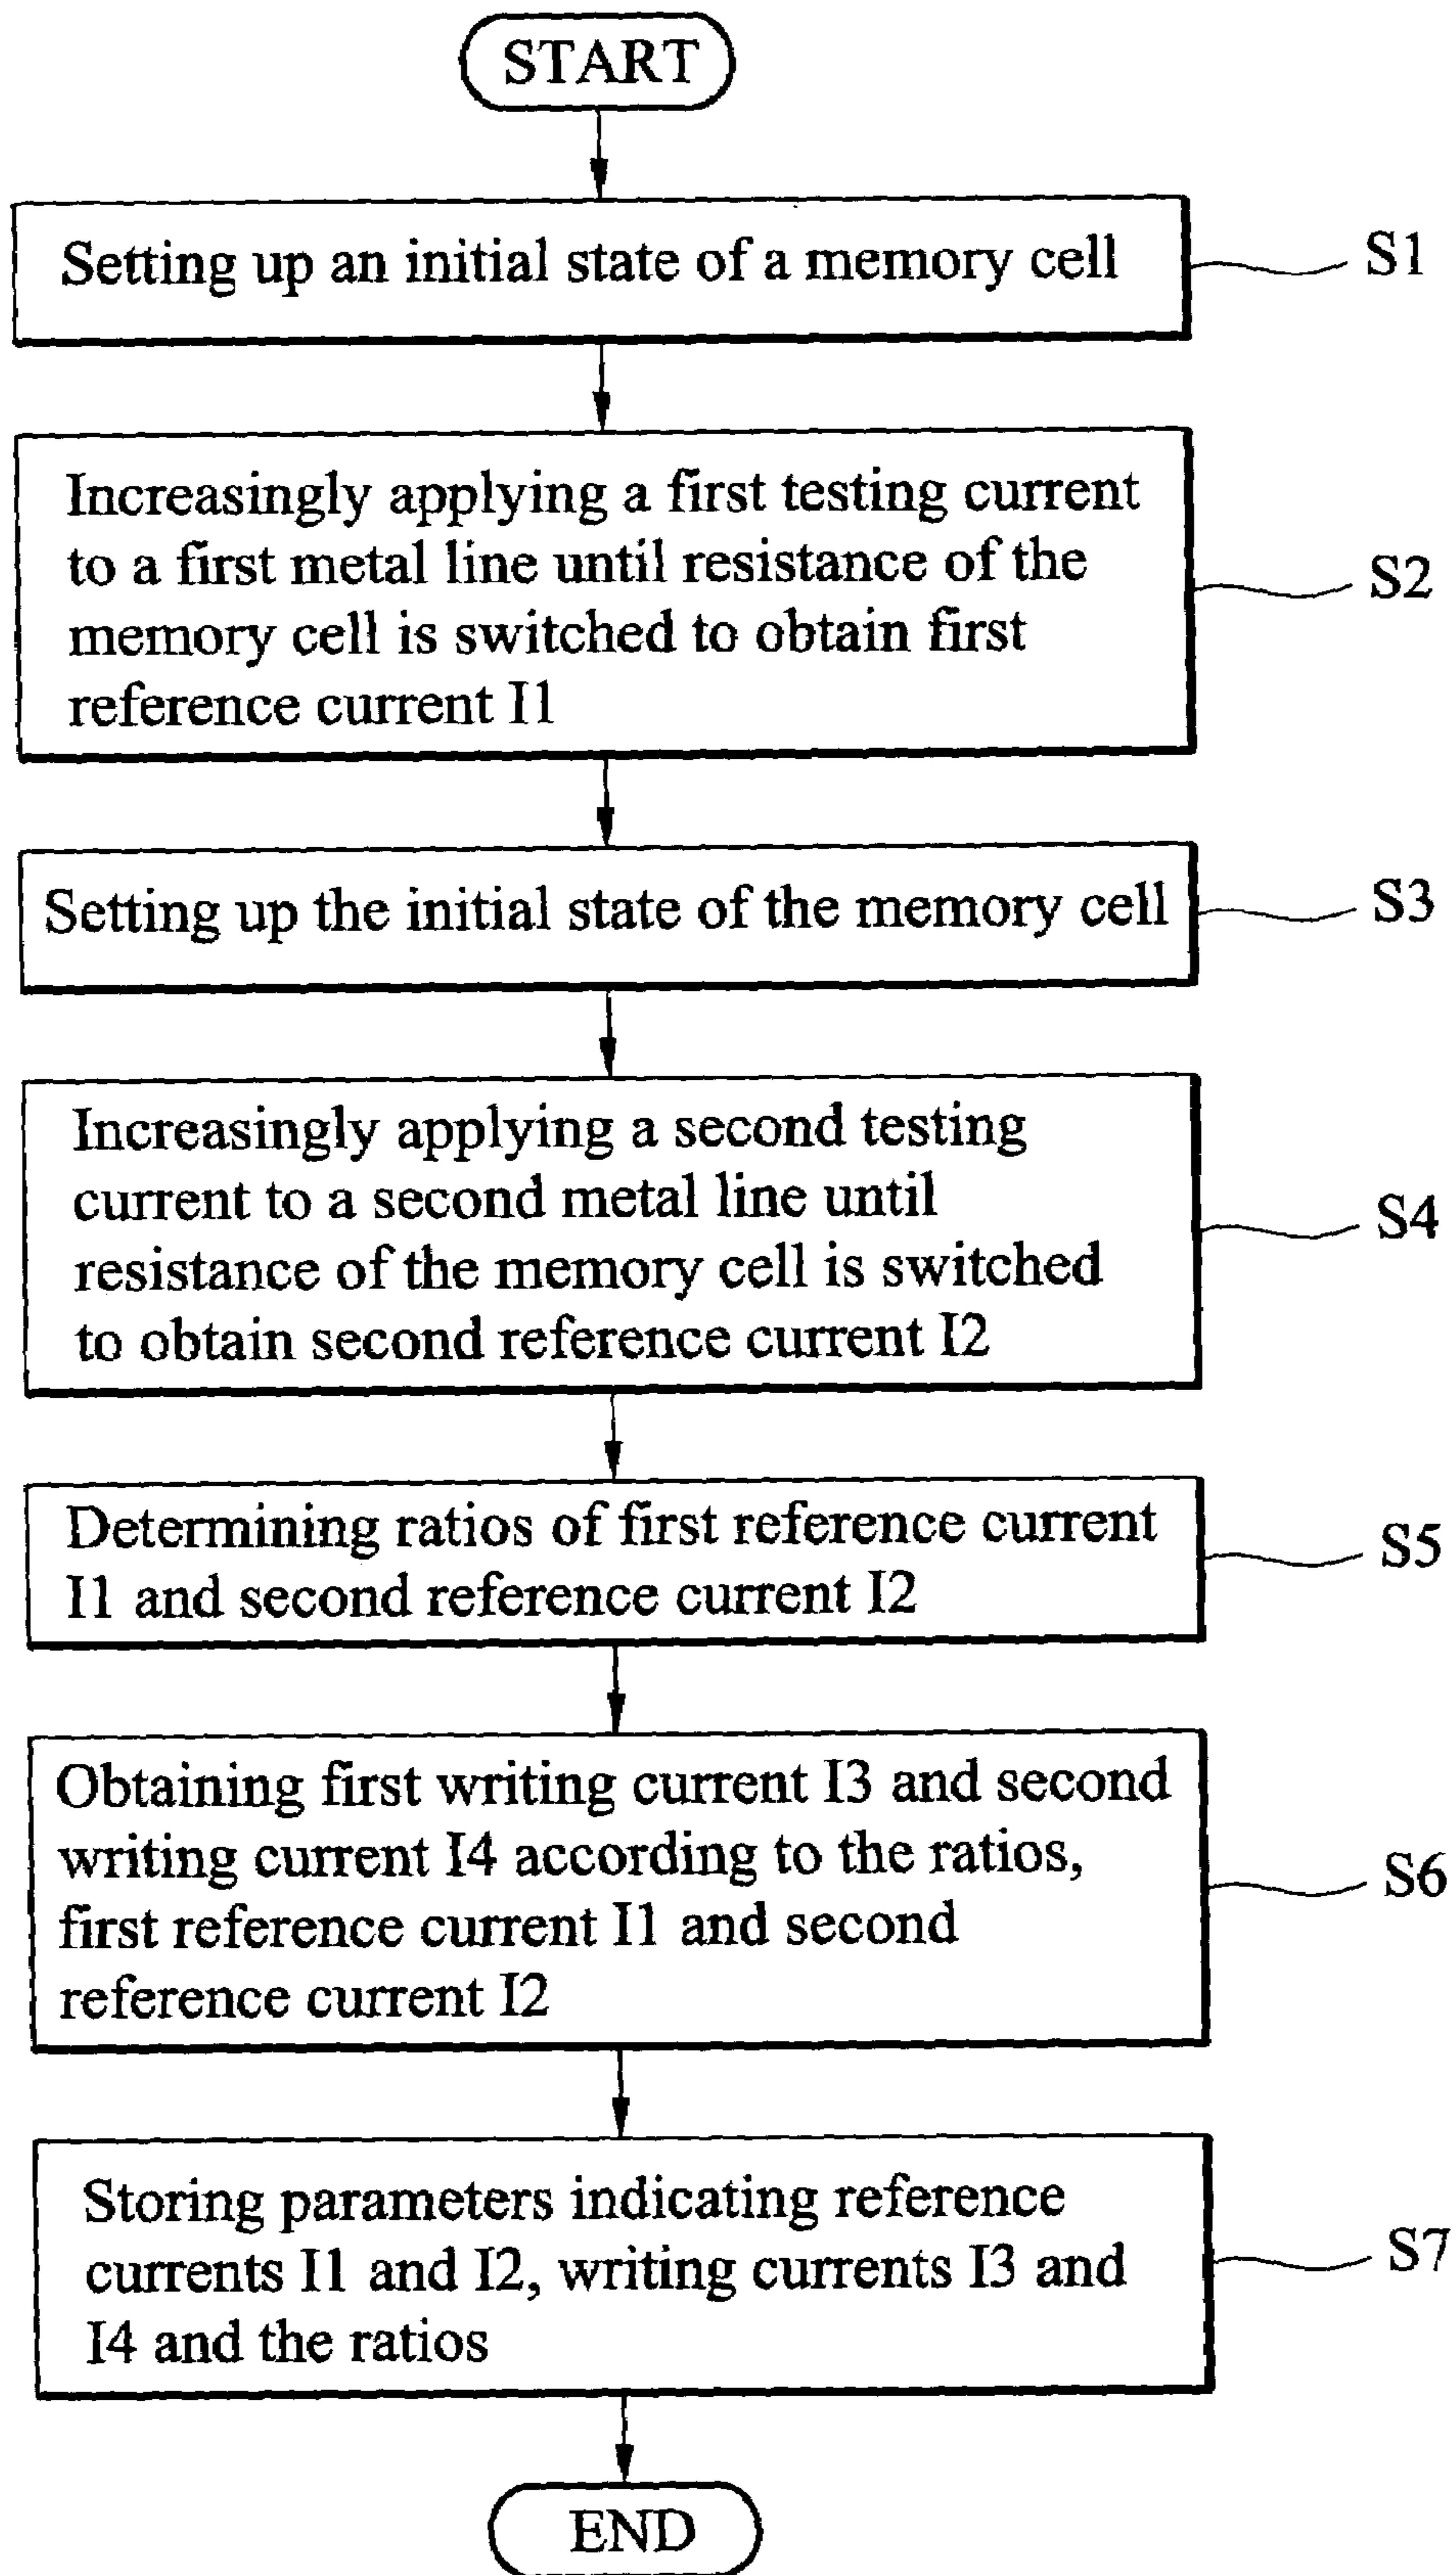 START
Setting up an initial state of a memory cell
S1
Increasingly applying a first testing current
to a first metal line until resistance of the
memory cell is switched to obtain first
reference current I1
S2
Setting up the initial state of the memory cell
S3
Increasingly applying a second testing
current to a second metal line until
resistance of the memory cell is switched
to obtain second reference current I2
S4
Determining ratios of first reference current
I1 and second reference current I2
S5
Obtaining first writing current I3 and second
writing current I4 according to the ratios,
first reference current I1 and second
reference current I2
S6
Storing parameters indicating reference
currents I1 and I2, writing currents I3 and
I4 and the ratios
S7
END